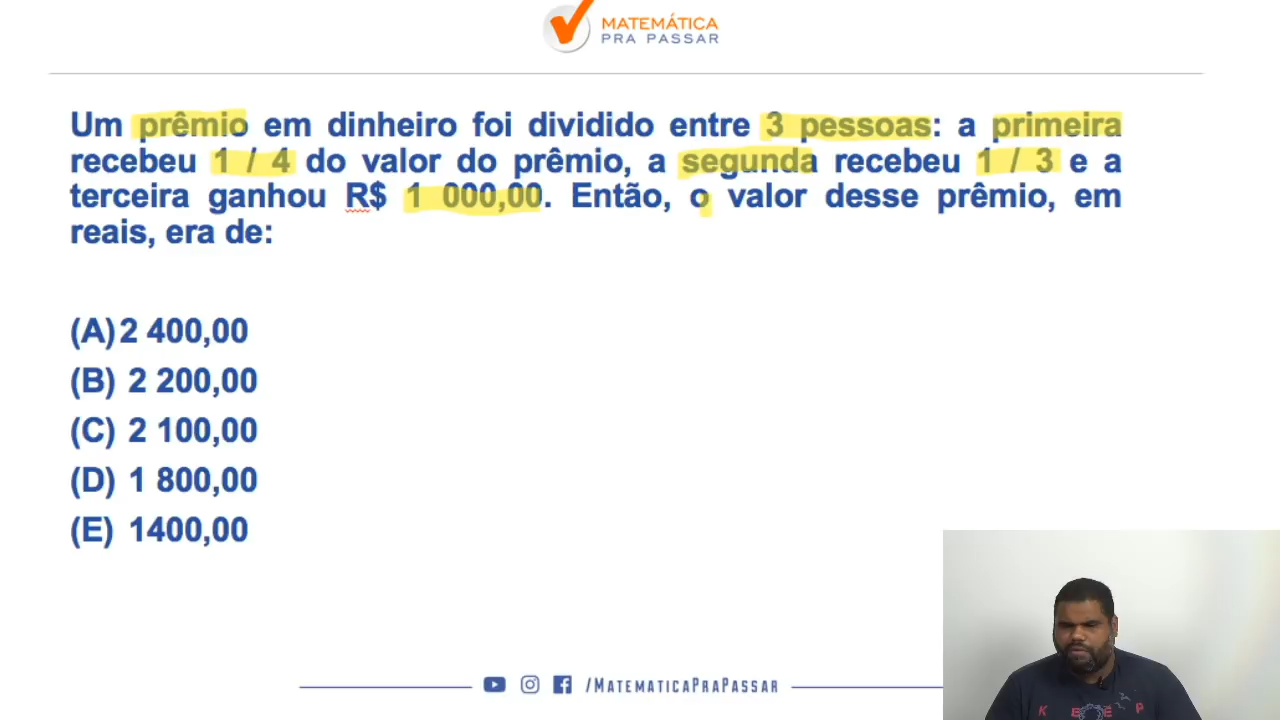 MATEMÁTICA
PRA PASSAR
Um prêmio em dinheiro foi dividido entre 3 pessoas: a primeira
recebeu 1 / 4 do valor do prêmio, a segunda recebeu 1 / 3 e a
terceira ganhou R$ 1 000,00. Então, o valor desse prêmio, em
reais, era de:
(A) 2 400,00
(B) 2 200,00
(C) 2 100,00
(D) 1 800,00
(E) 1400,00
/MATEMATICAPRAPASSAR